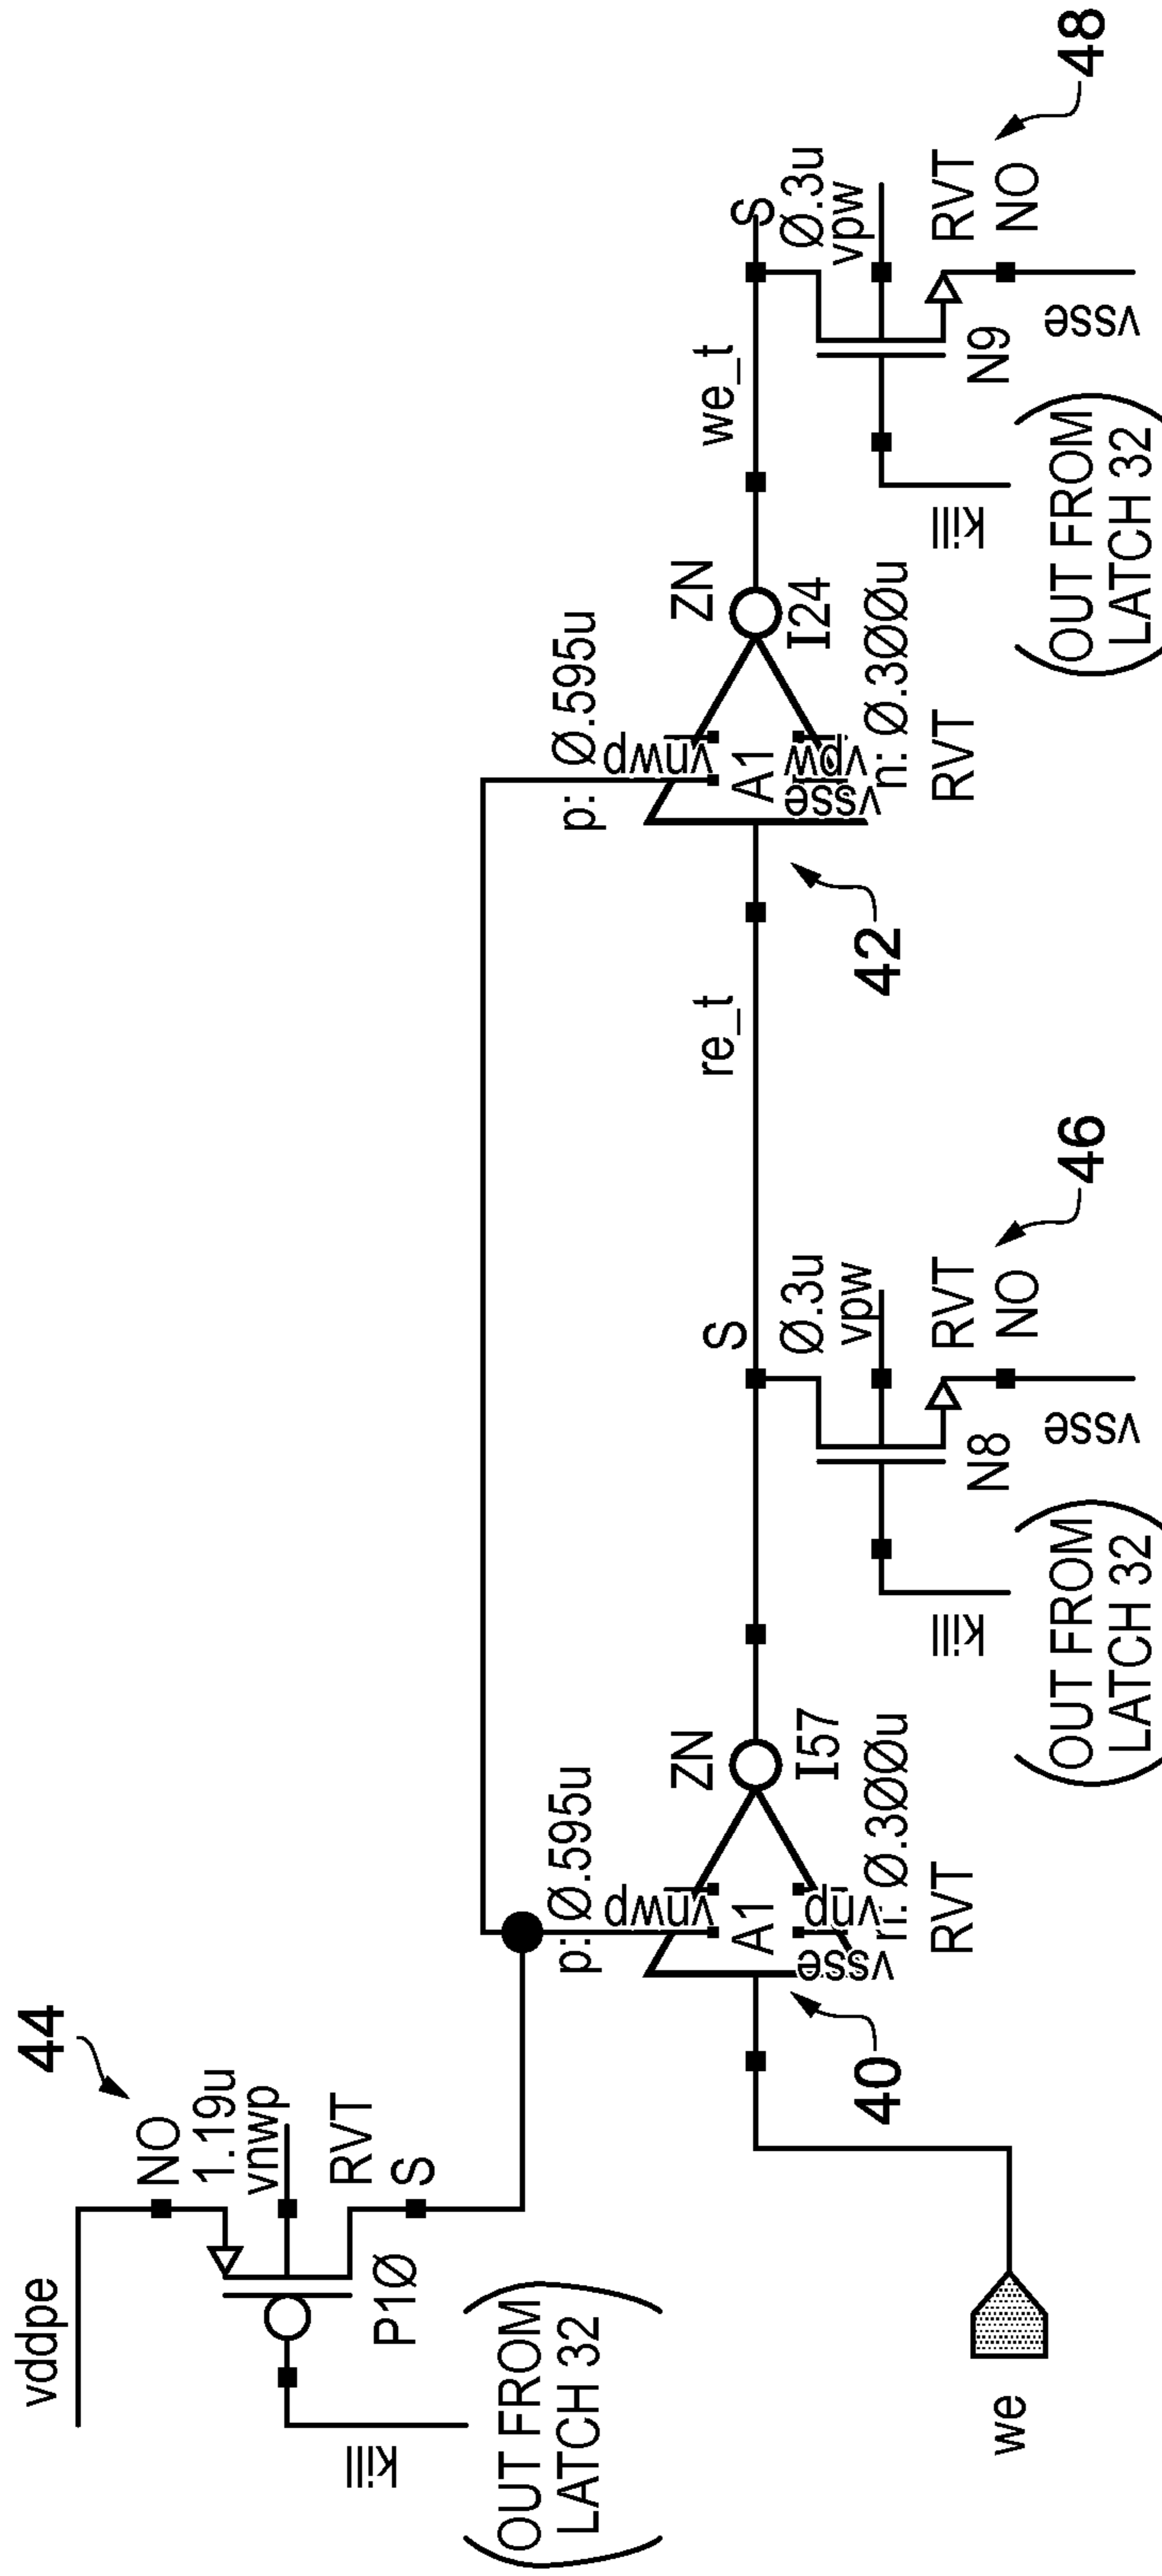 vddpe
44
NO
1.19u
vnwp
RVT
S
P1Ø
kill
(OUT FROM
LATCH 32)
we
40
p: Ø.595u
vnwp
A1
vnp
vsse
n: Ø.3ØØu
RVT
ZN
I57
S
Ø.3u
vpw
RVT
NO
46
N8
vsse
kill
(OUT FROM
LATCH 32)
re_t
42
p: Ø.595u
vnwp
A1
vpw
vsse
n: Ø.3ØØu
RVT
ZN
I24
we_t
S
Ø.3u
vpw
RVT
NO
48
N9
vsse
kill
(OUT FROM
LATCH 32)